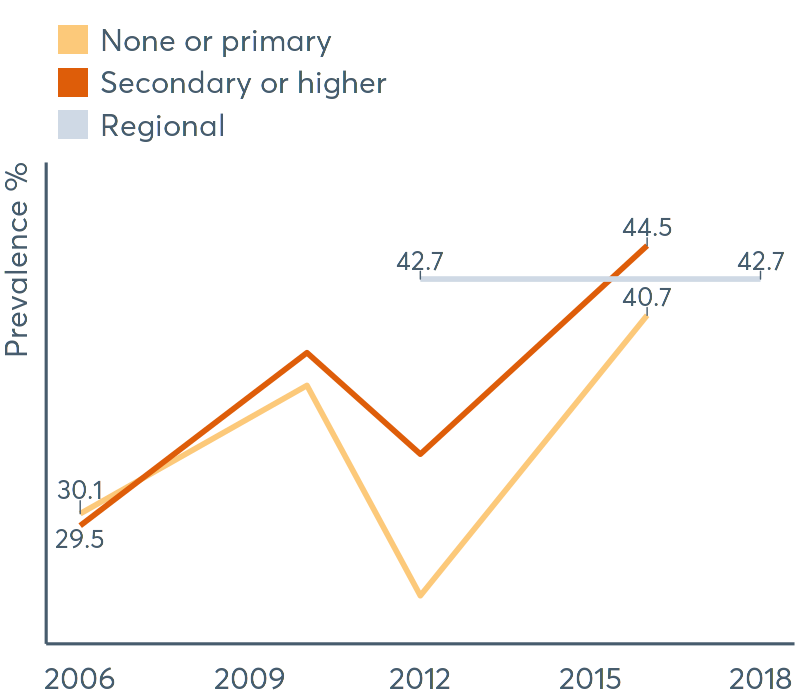 None or primary
Secondary or higher
Regional
Prevalence %
44.5
42.7
42.7
40.7
30.1
29.5
2006
2009
2012
2015
2018